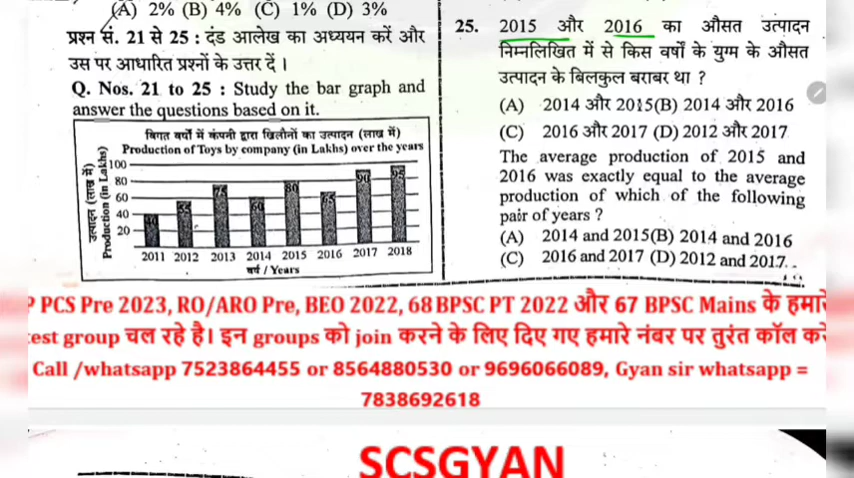 (A) 2% (B) 4% (C) 1% (D) 3%
प्रश्न सं. 21 से 25 : दंड आलेख का अध्ययन करें और
उस पर आधारित प्रश्नों के उत्तर दें ।
Q. Nos. 21 to 25 : Study the bar graph and
answer the questions based on it.
विगत वर्षों में कंपनी द्वारा खिलौनों का उत्पादन (लाख में)
Production of Toys by company (in Lakhs) over the years
उत्पादन (लाख में)
Production (in Lakhs)
100
80
60
40
20
40 55 75 60 80 65 90 95
2011 2012 2013 2014 2015 2016 2017 2018
वर्ष / Years
25. 2015 और 2016 का औसत उत्पादन
निम्नलिखित में से किस वर्षों के युग्म के औसत
उत्पादन के बिलकुल बराबर था ?
(A) 2014 और 2015(B) 2014 और 2016
(C) 2016 और 2017 (D) 2012 और 2017
The average production of 2015 and
2016 was exactly equal to the average
production of which of the following
pair of years ?
(A) 2014 and 2015(B) 2014 and 2016
(C) 2016 and 2017 (D) 2012 and 2017.
PCS Pre 2023, RO/ARO Pre, BEO 2022, 68 BPSC PT 2022 और 67 BPSC Mains के हमारे
test group चल रहे है। इन groups को join करने के लिए दिए गए हमारे नंबर पर तुरंत कॉल करे
Call /whatsapp 7523864455 or 8564880530 or 9696066089, Gyan sir whatsapp =
7838692618
SCSGYAN